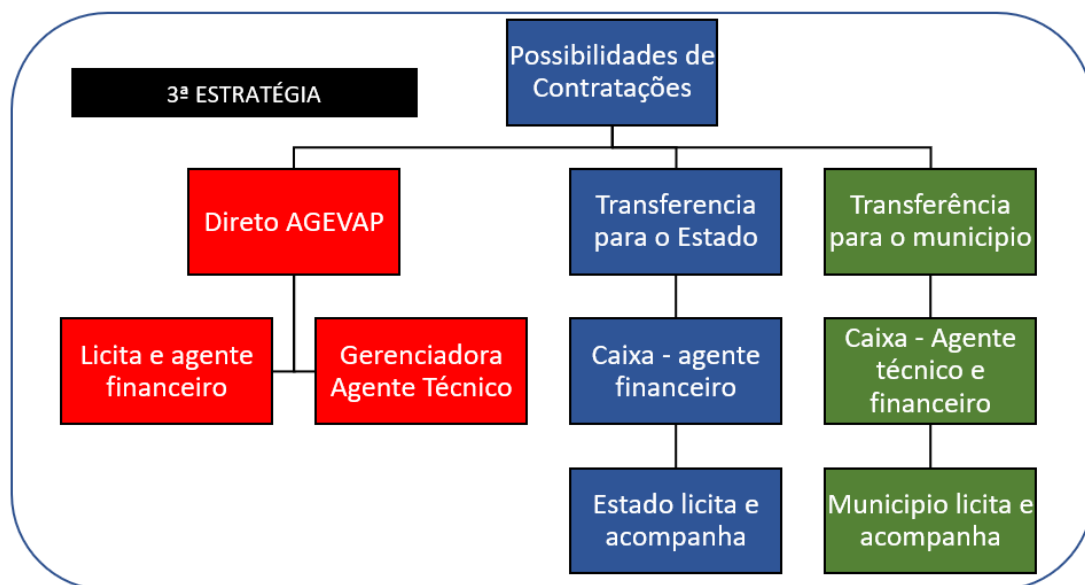 Possibilidades de
Contratações
3ª ESTRATÉGIA
Direto AGEVAP
Transferencia
para o Estado
Transferência
para o municipio
Licita e agente
financeiro
Gerenciadora
Agente Técnico
Caixa - agente
financeiro
Caixa - Agente
técnico e
financeiro
Estado licita e
acompanha
Municipio licita e
acompanha